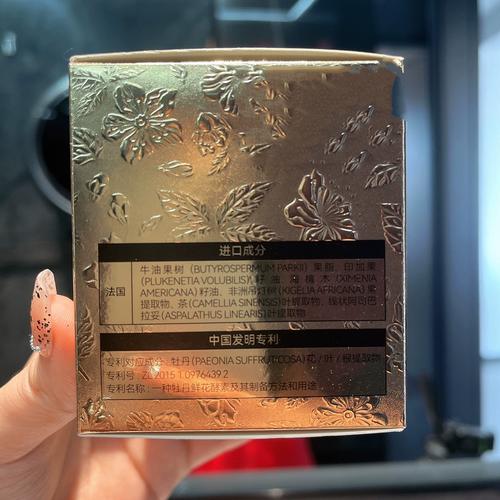 进口成分
法国
牛油果树 (BUTYROSPERMUM PARKII) 果脂、印加果
(PLUKENETIA VOLUBILIS) 籽油、海檀木 (XIMENIA
AMERICANA) 籽油、非洲吊灯树 (KIGELIA AFRICANA) 果
提取物、茶 (CAMELLIA SINENSIS) 叶提取物、线状阿司巴
拉妥 (ASPALATHUS LINEARIS) 叶提取物
中国发明专利
专利对应成分：牡丹 (PAEONIA SUFFRUTICOSA) 花/叶/根提取物
专利号：ZL 2015 1 0976439.2
专利名称：一种牡丹鲜花酵素及其制备方法和用途